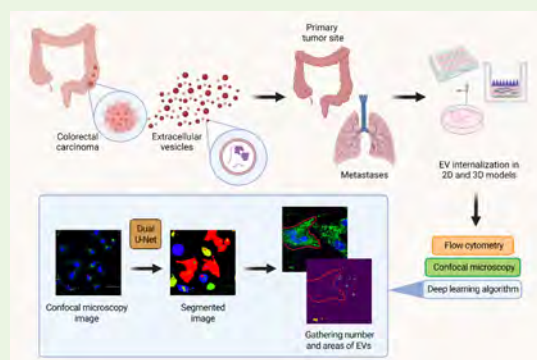 Primary
tumor site
Colorectal
carcinoma
Extracellular
vesicles
Metastases
EV internalization in
2D and 3D models
Flow cytometry
Confocal microscopy
Deep learning algorithm
Dual
U-Net
Confocal microscopy
image
Segmented
image
Gathering number
and areas of EVs